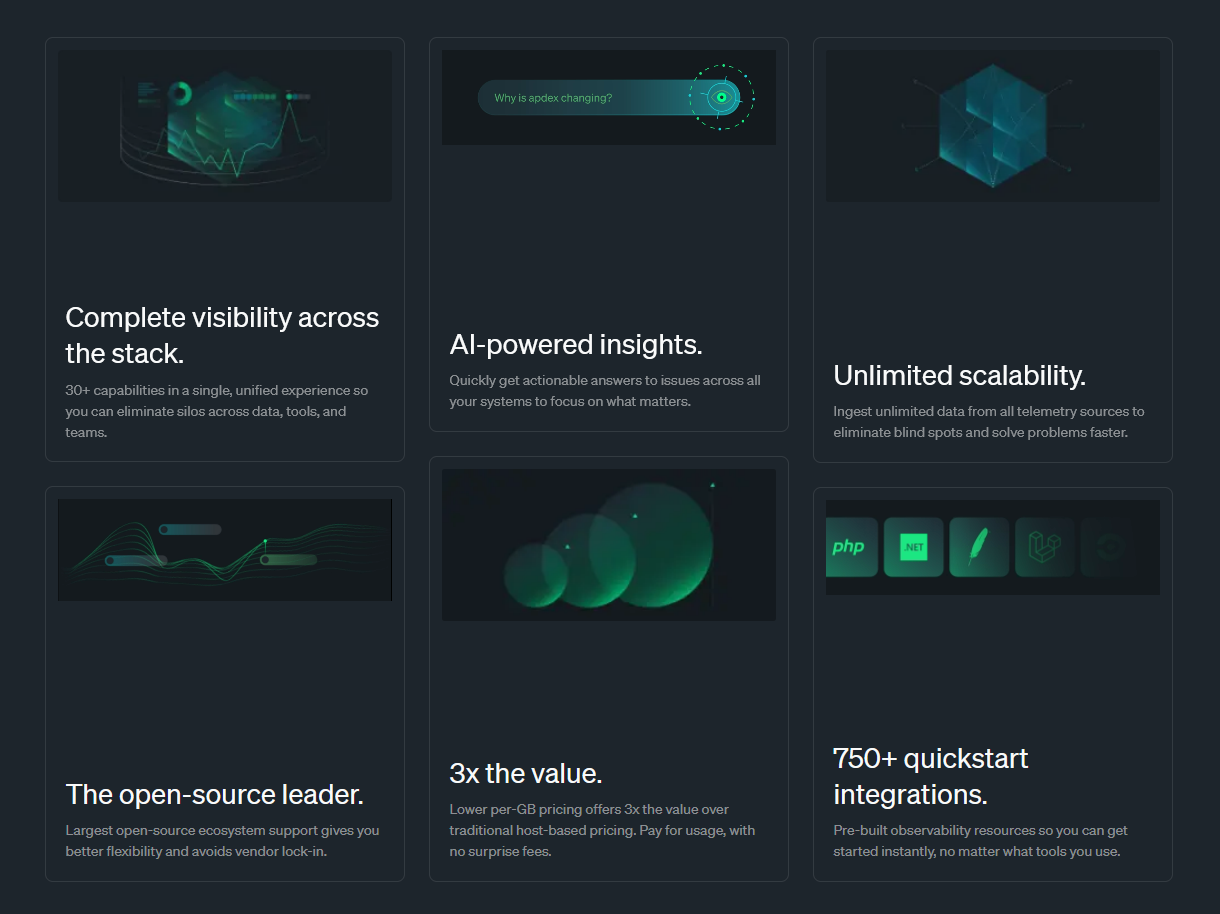 Complete visibility across
the stack.
30+ capabilities in a single, unified experience so
you can eliminate silos across data, tools, and
teams.
Why is apdex changing?
AI-powered insights.
Quickly get actionable answers to issues across all
your systems to focus on what matters.
Unlimited scalability.
Ingest unlimited data from all telemetry sources to
eliminate blind spots and solve problems faster.
The open-source leader.
Largest open-source ecosystem support gives you
better flexibility and avoids vendor lock-in.
3x the value.
Lower per-GB pricing offers 3x the value over
traditional host-based pricing. Pay for usage, with
no surprise fees.
php
.NET
750+ quickstart
integrations.
Pre-built observability resources so you can get
started instantly, no matter what tools you use.